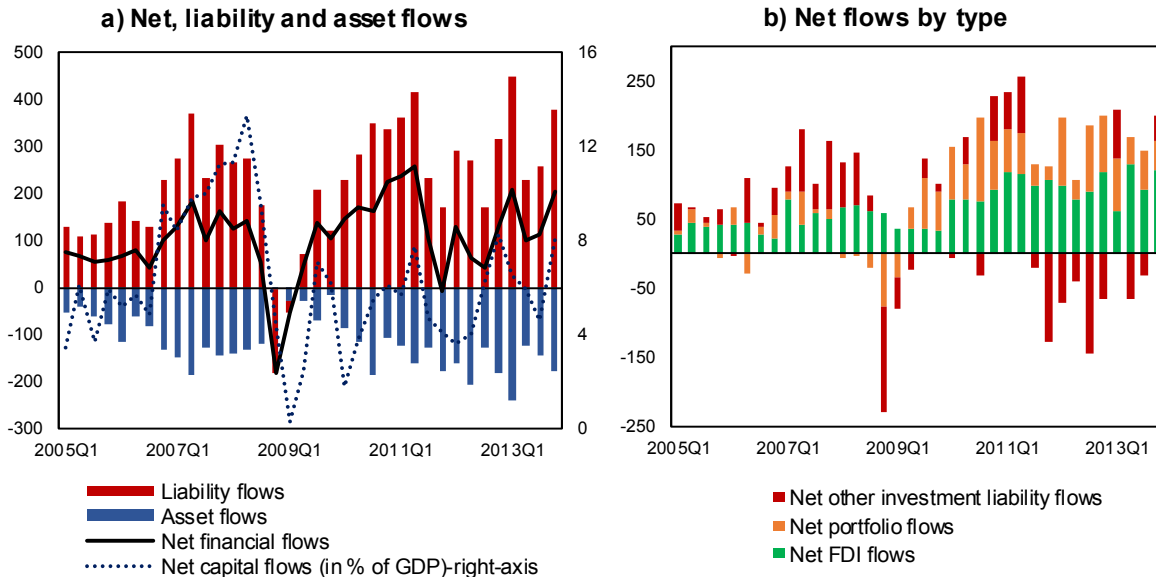 a) Net, liability and asset flows
500
400
300
200
100
0
-100
-200
-300
16
12
8
4
0
2005Q1 2007Q1 2009Q1 2011Q1 2013Q1
Liability flows
Asset flows
Net financial flows
Net capital flows (in % of GDP)-right-axis
b) Net flows by type
250
150
50
-50
-150
-250
2005Q1 2007Q1 2009Q1 2011Q1 2013Q1
Net other investment liability flows
Net portfolio flows
Net FDI flows